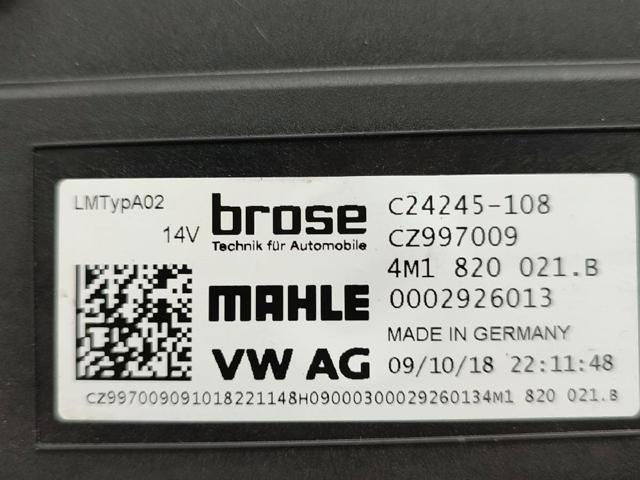 LMTypA02
14V
brose
Technik für Automobile
MAHLE
VW AG
C24245-108
CZ997009
4M1 820 021.B
0002926013
MADE IN GERMANY
09/10/18 22:11:48
CZ997009091018221148H09000300029260134M1 820 021.B